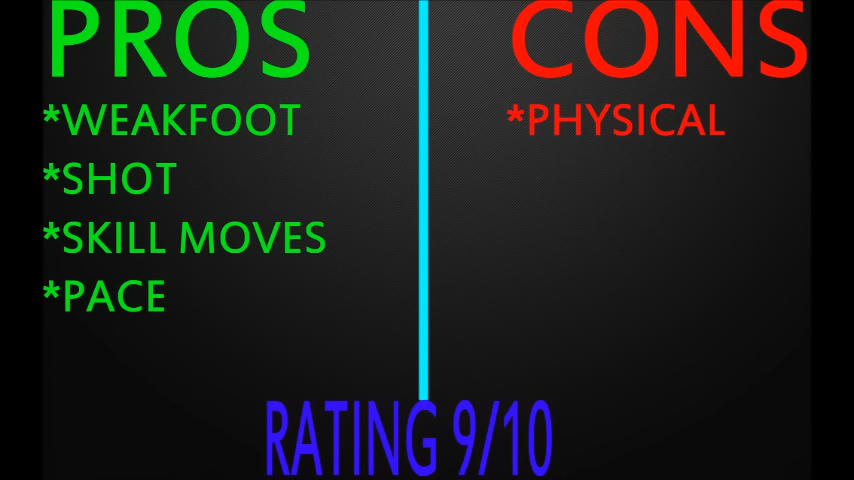 PROS
*WEAKFOOT
*SHOT
*SKILL MOVES
*PACE
CONS
*PHYSICAL
RATING 9/10